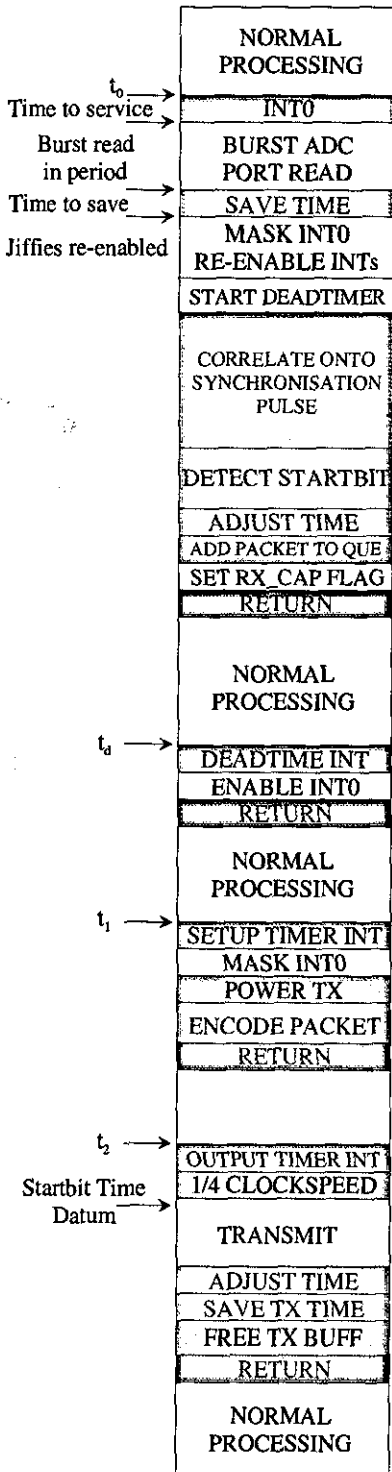 NORMAL
PROCESSING
t₀
Time to service
INT0
Burst read
in period
BURST ADC
PORT READ
Time to save
SAVE TIME
Jiffies re-enabled
MASK INT0
RE-ENABLE INTs
START DEADTIMER
CORRELATE ONTO
SYNCHRONISATION
PULSE
DETECT STARTBIT
ADJUST TIME
ADD PACKET TO QUE
SET RX_CAP FLAG
RETURN
NORMAL
PROCESSING
t_d
DEADTIME INT
ENABLE INT0
RETURN
NORMAL
PROCESSING
t₁
SETUP TIMER INT
MASK INT0
POWER TX
ENCODE PACKET
RETURN
t₂
OUTPUT TIMER INT
1/4 CLOCKSPEED
Startbit Time
Datum
TRANSMIT
ADJUST TIME
SAVE TX TIME
FREE TX BUFF
RETURN
NORMAL
PROCESSING